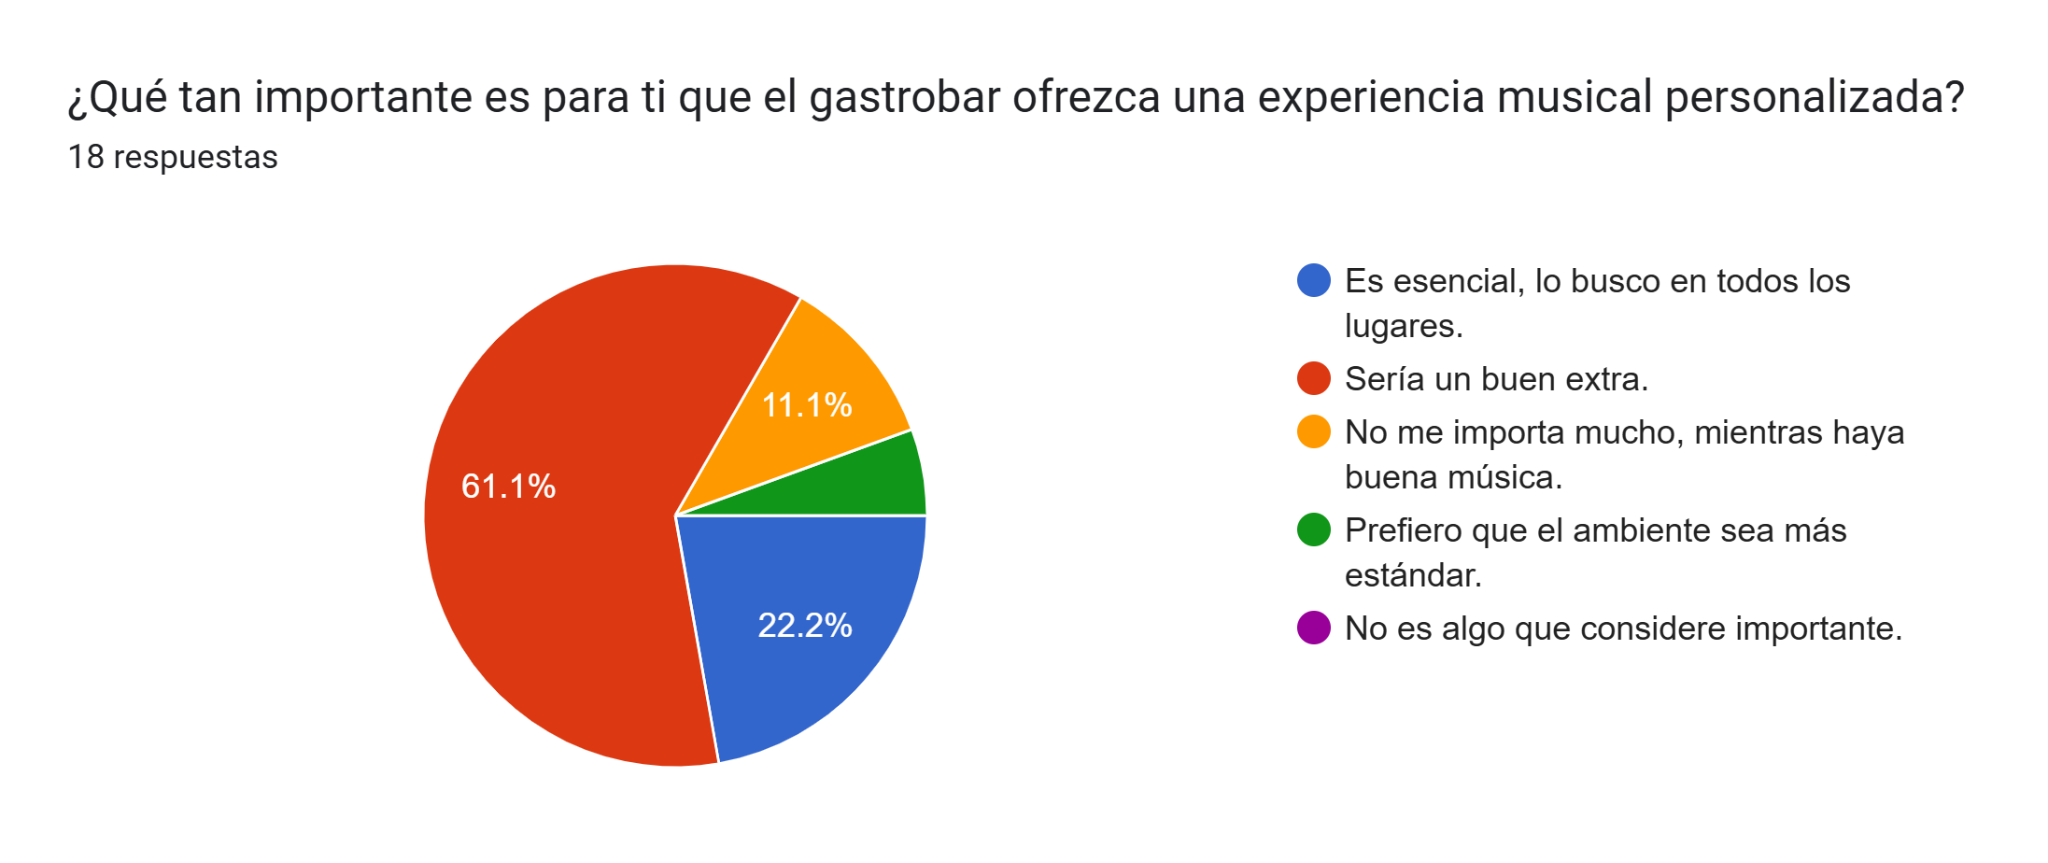 ¿Qué tan importante es para ti que el gastrobar ofrezca una experiencia musical personalizada?
18 respuestas
61.1%
11.1%
22.2%
Es esencial, lo busco en todos los
lugares.
Sería un buen extra.
No me importa mucho, mientras haya
buena música.
Prefiero que el ambiente sea más
estándar.
No es algo que considere importante.